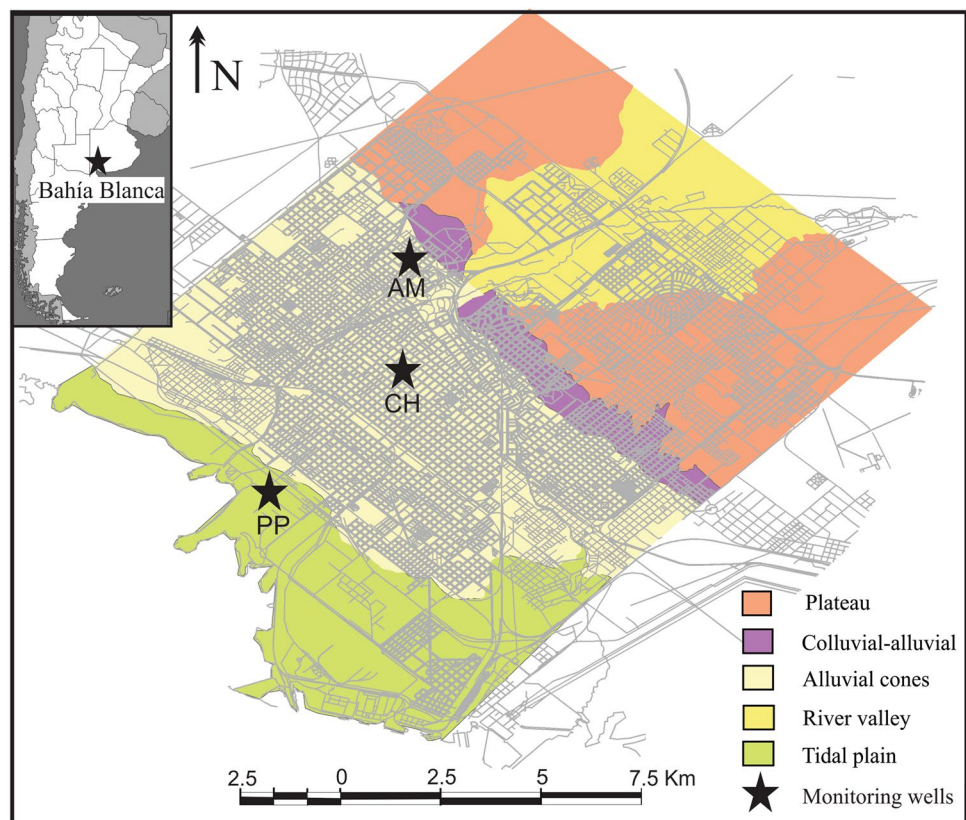 N
Bahía Blanca
AM
CH
PP
Plateau
Colluvial-alluvial
Alluvial cones
River valley
Tidal plain
Monitoring wells
2.5 0 2.5 5 7.5 Km